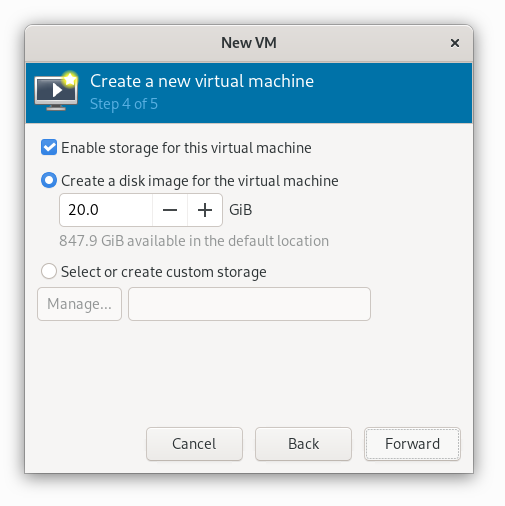 New VM
Create a new virtual machine
Step 4 of 5
Enable storage for this virtual machine
Create a disk image for the virtual machine
20.0 GiB
847.9 GiB available in the default location
Select or create custom storage
Manage...
Cancel Back Forward